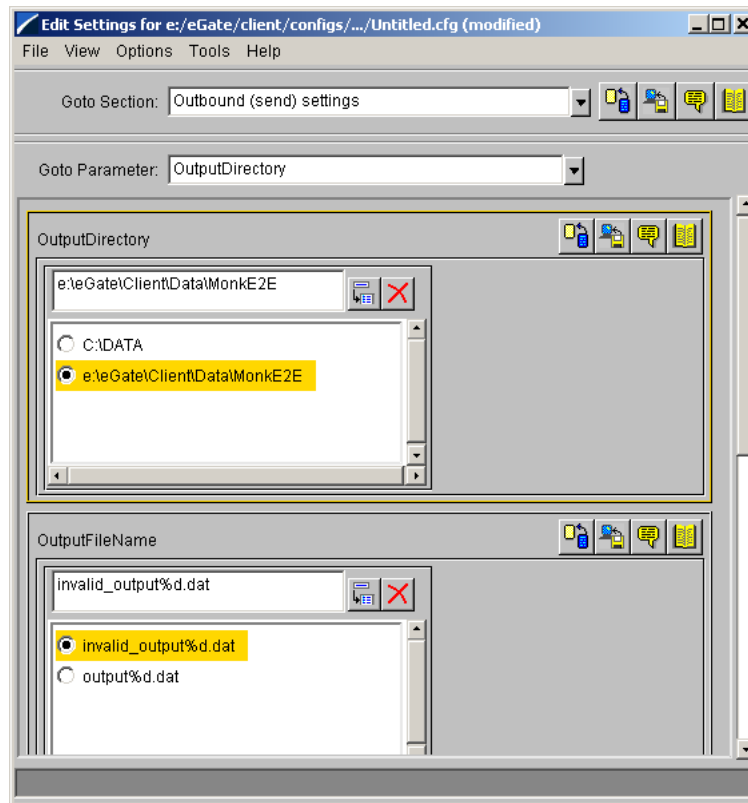 Edit Settings for e:/eGate/client/configs/.../Untitled.cfg (modified)
File View Options Tools Help
Goto Section: Outbound (send) settings
Goto Parameter: OutputDirectory
OutputDirectory
e:\eGate\Client\Data\MonkE2E
C:\DATA
e:\eGate\Client\Data\MonkE2E
OutputFileName
invalid_output%d.dat
invalid_output%d.dat
output%d.dat